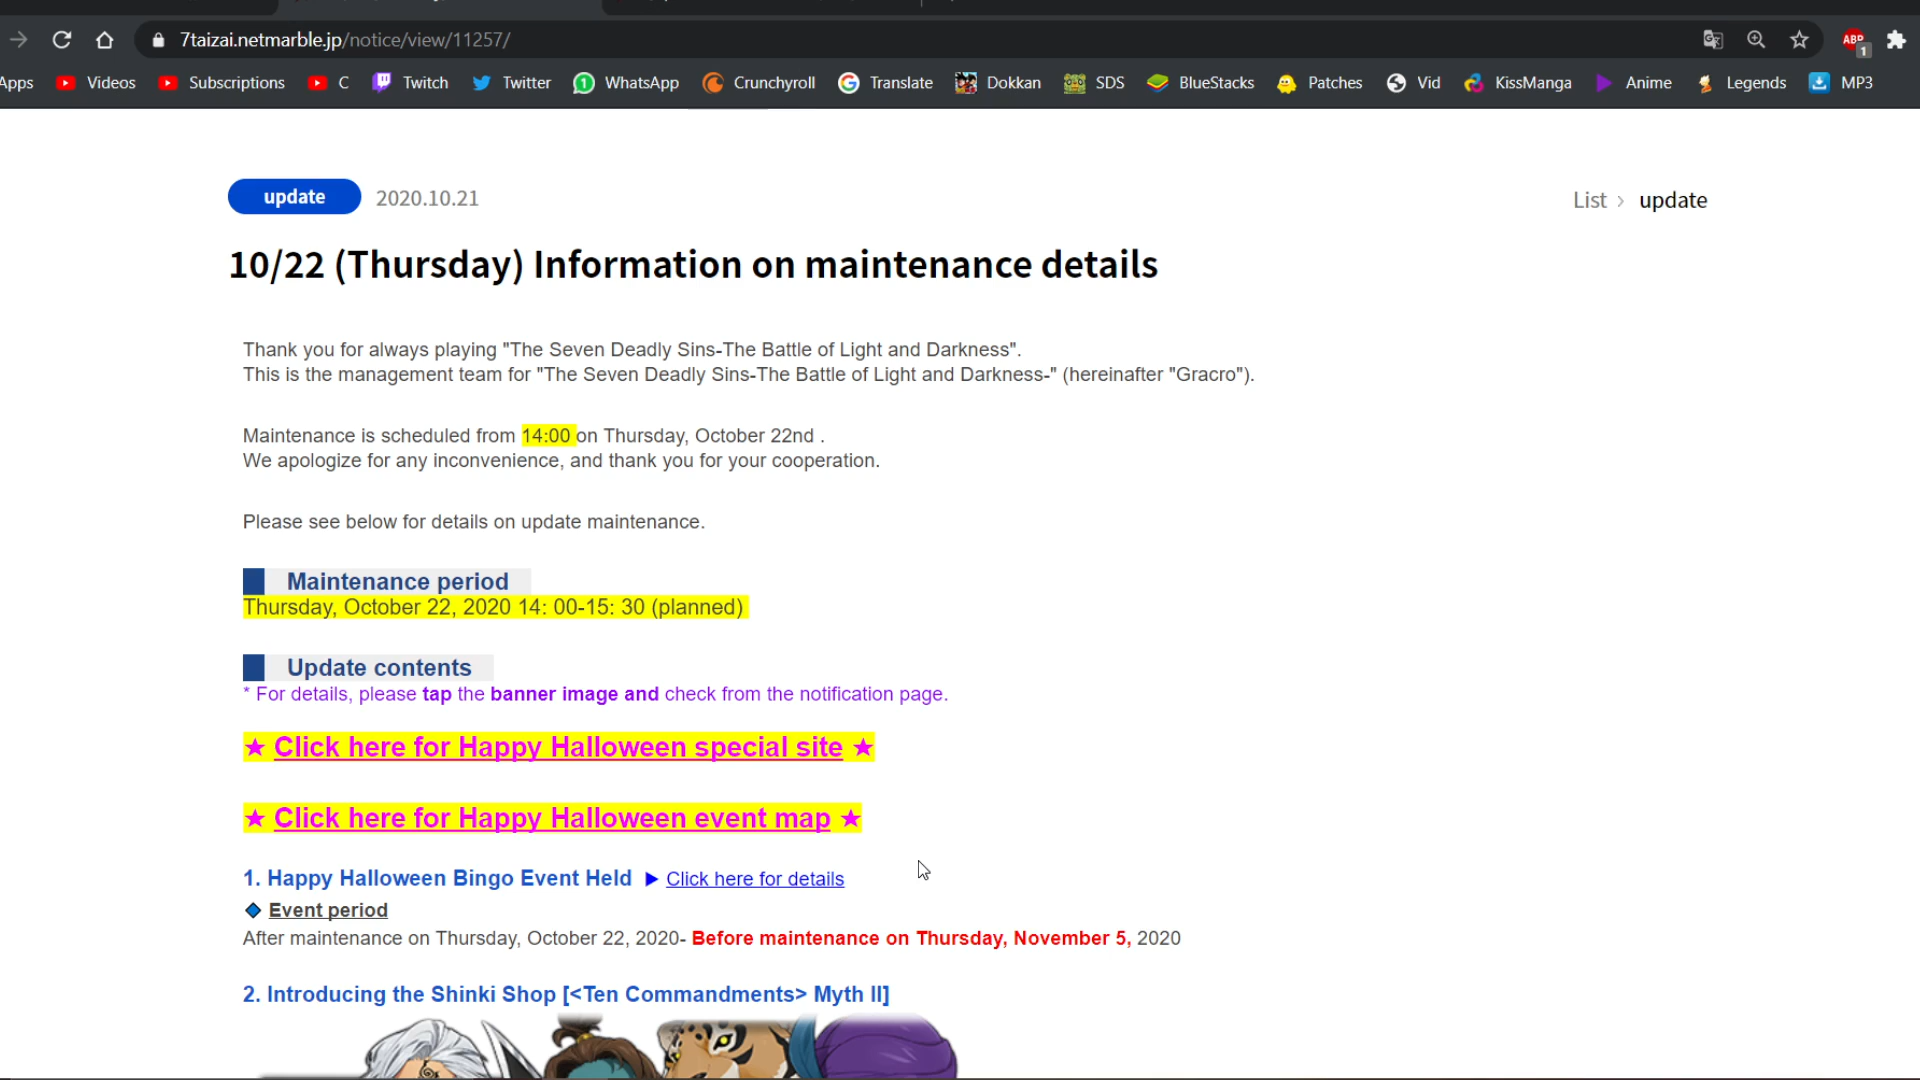 7taizai.netmarble.jp/notice/view/11257/
ABP
1
Apps Videos Subscriptions C Twitch Twitter 1 WhatsApp Crunchyroll G Translate Dokkan SDS BlueStacks Patches Vid KissManga Anime Legends MP3
update 2020.10.21
List > update
10/22 (Thursday) Information on maintenance details
Thank you for always playing "The Seven Deadly Sins-The Battle of Light and Darkness".
This is the management team for "The Seven Deadly Sins-The Battle of Light and Darkness-" (hereinafter "Gracro").
Maintenance is scheduled from 14:00 on Thursday, October 22nd .
We apologize for any inconvenience, and thank you for your cooperation.
Please see below for details on update maintenance.
Maintenance period
Thursday, October 22, 2020 14: 00-15: 30 (planned)
Update contents
* For details, please tap the banner image and check from the notification page.
★ Click here for Happy Halloween special site ★
★ Click here for Happy Halloween event map ★
1. Happy Halloween Bingo Event Held ▶ Click here for details
◆ Event period
After maintenance on Thursday, October 22, 2020- Before maintenance on Thursday, November 5, 2020
2. Introducing the Shinki Shop [<Ten Commandments> Myth II]